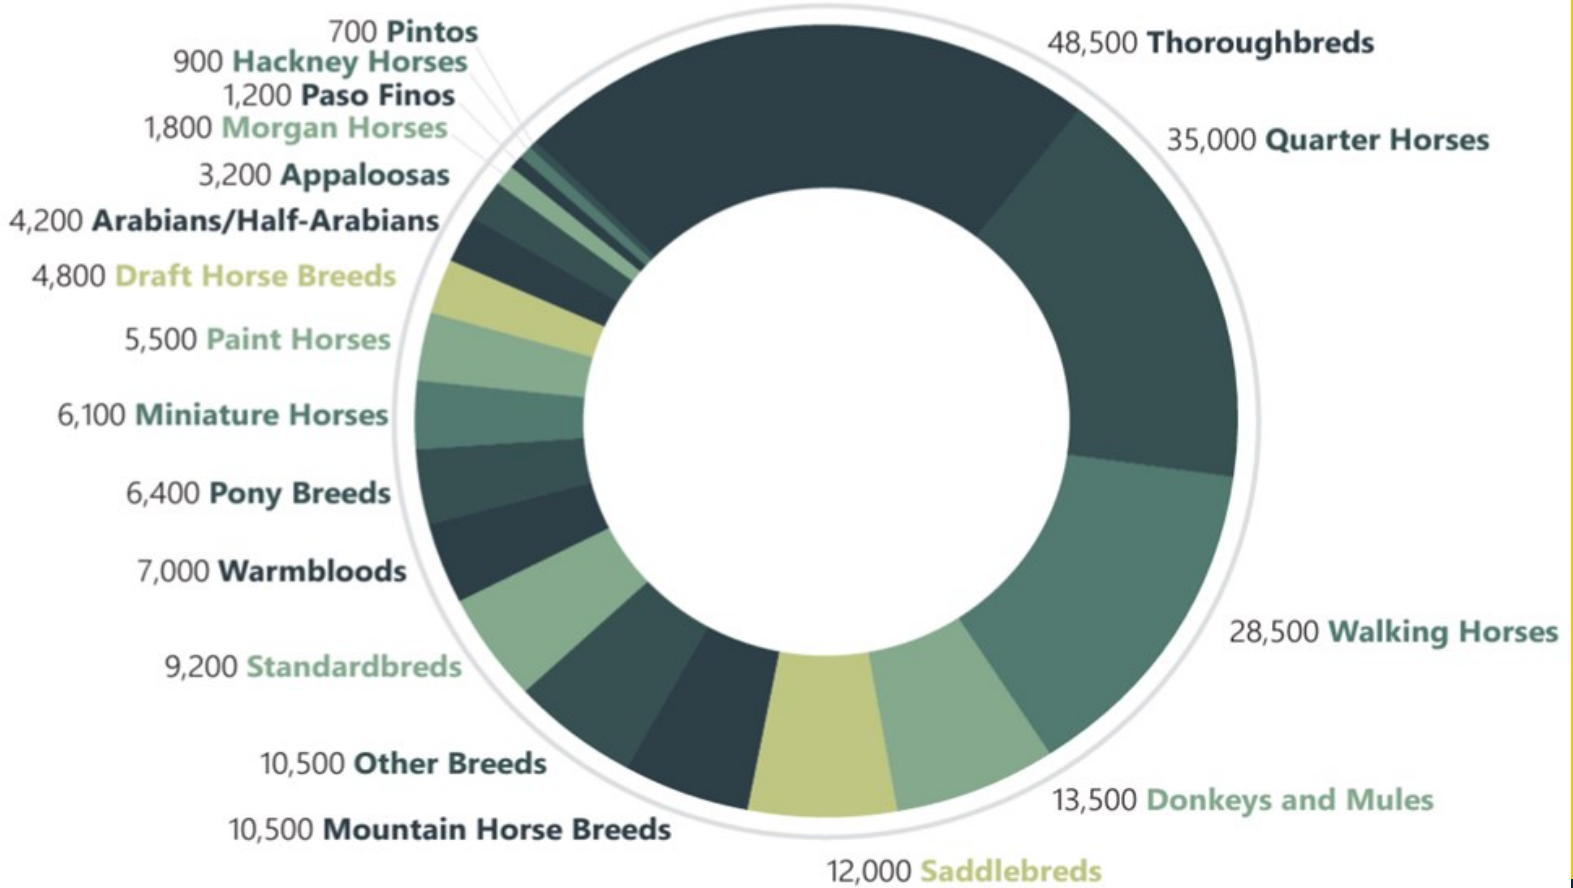 48,500 Thoroughbreds
35,000 Quarter Horses
28,500 Walking Horses
13,500 Donkeys and Mules
12,000 Saddlebreds
10,500 Mountain Horse Breeds
10,500 Other Breeds
9,200 Standardbreds
7,000 Warmbloods
6,400 Pony Breeds
6,100 Miniature Horses
5,500 Paint Horses
4,800 Draft Horse Breeds
4,200 Arabians/Half-Arabians
3,200 Appaloosas
1,800 Morgan Horses
1,200 Paso Finos
900 Hackney Horses
700 Pintos